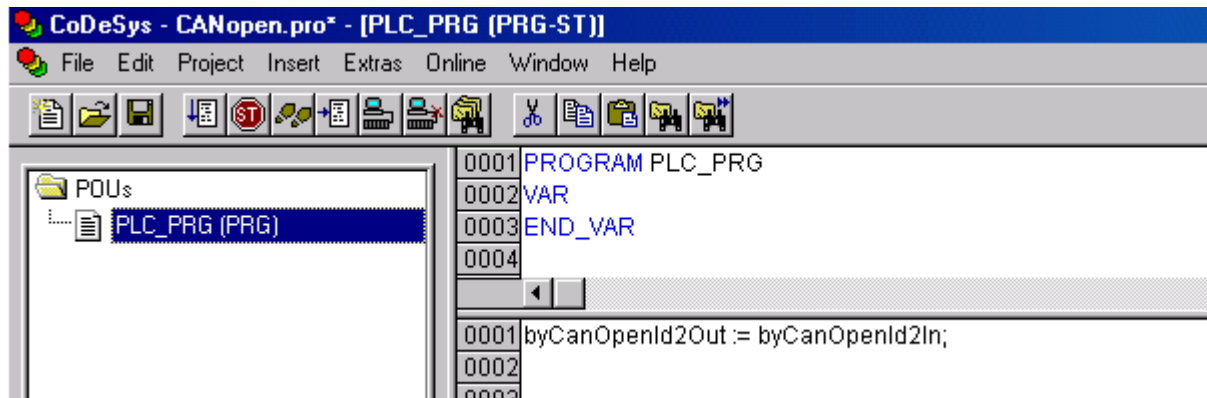 CoDeSys - CANopen.pro* - [PLC_PRG (PRG-ST)]
File Edit Project Insert Extras Online Window Help
ST
POUs
PLC_PRG (PRG)
0001 PROGRAM PLC_PRG
0002 VAR
0003 END_VAR
0004
0001 byCanOpenId2Out := byCanOpenId2In;
0002